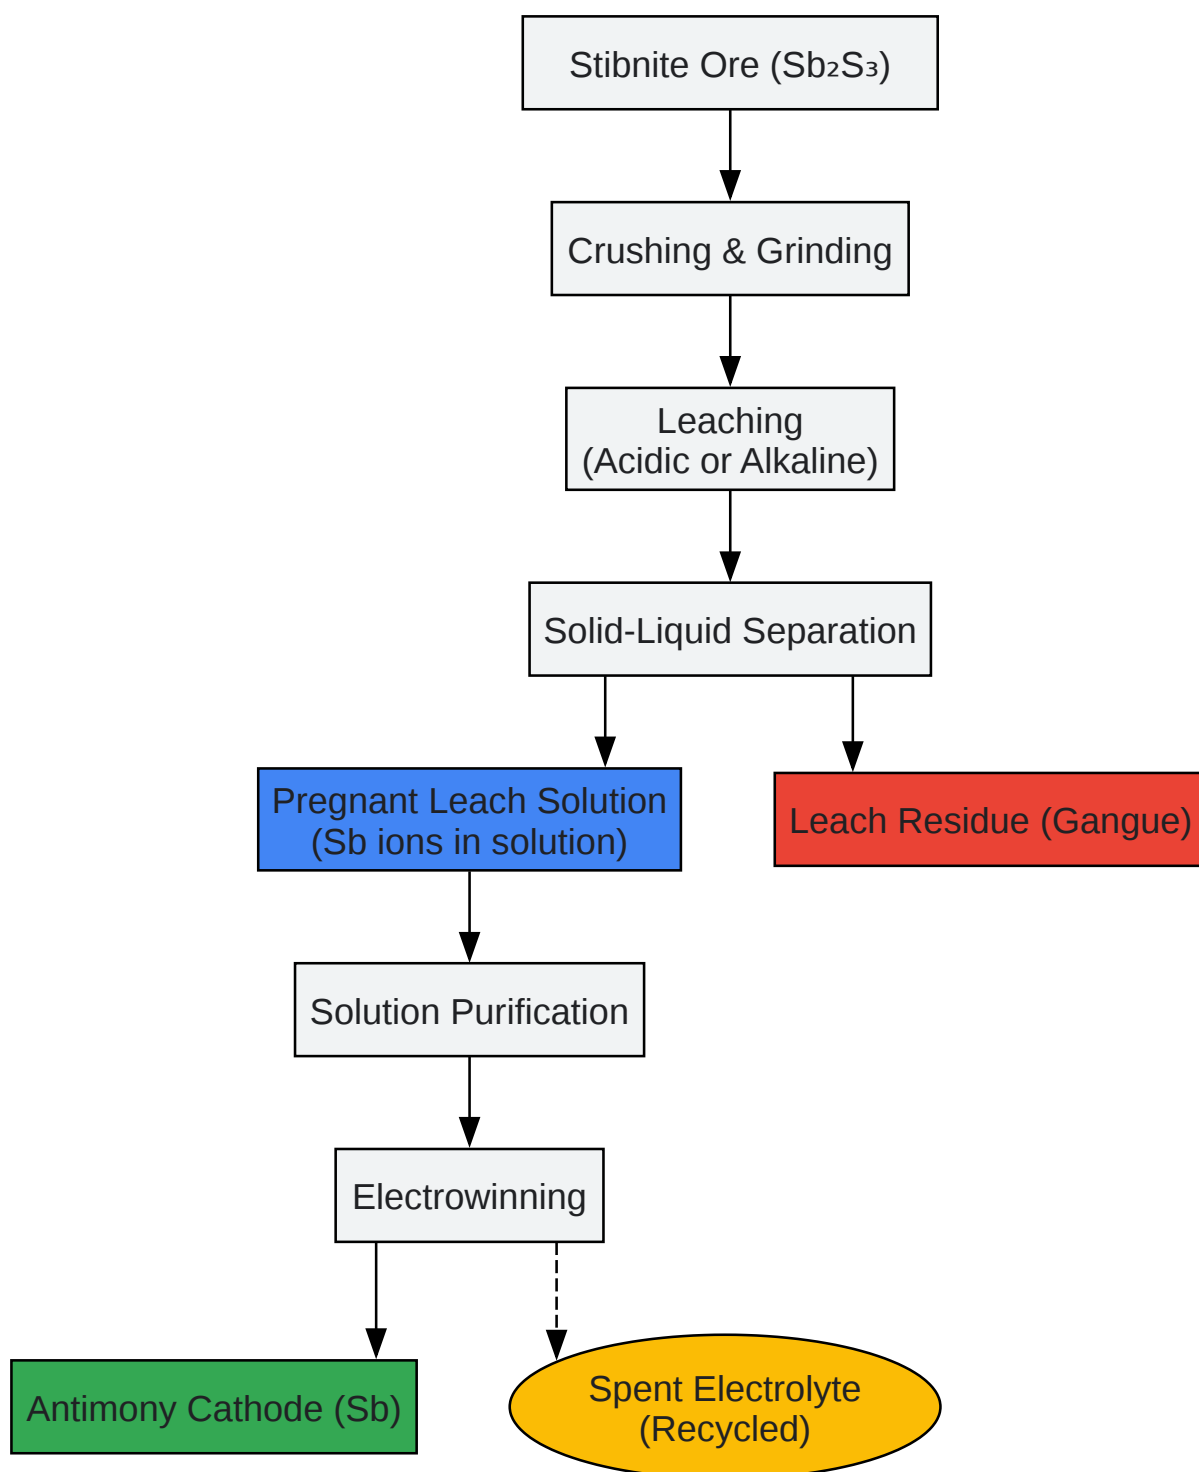 Stibnite Ore (Sb₂S₃)
Crushing & Grinding
Leaching
(Acidic or Alkaline)
Solid-Liquid Separation
Pregnant Leach Solution
(Sb ions in solution)
Leach Residue (Gangue)
Solution Purification
Electrowinning
Antimony Cathode (Sb)
Spent Electrolyte
(Recycled)